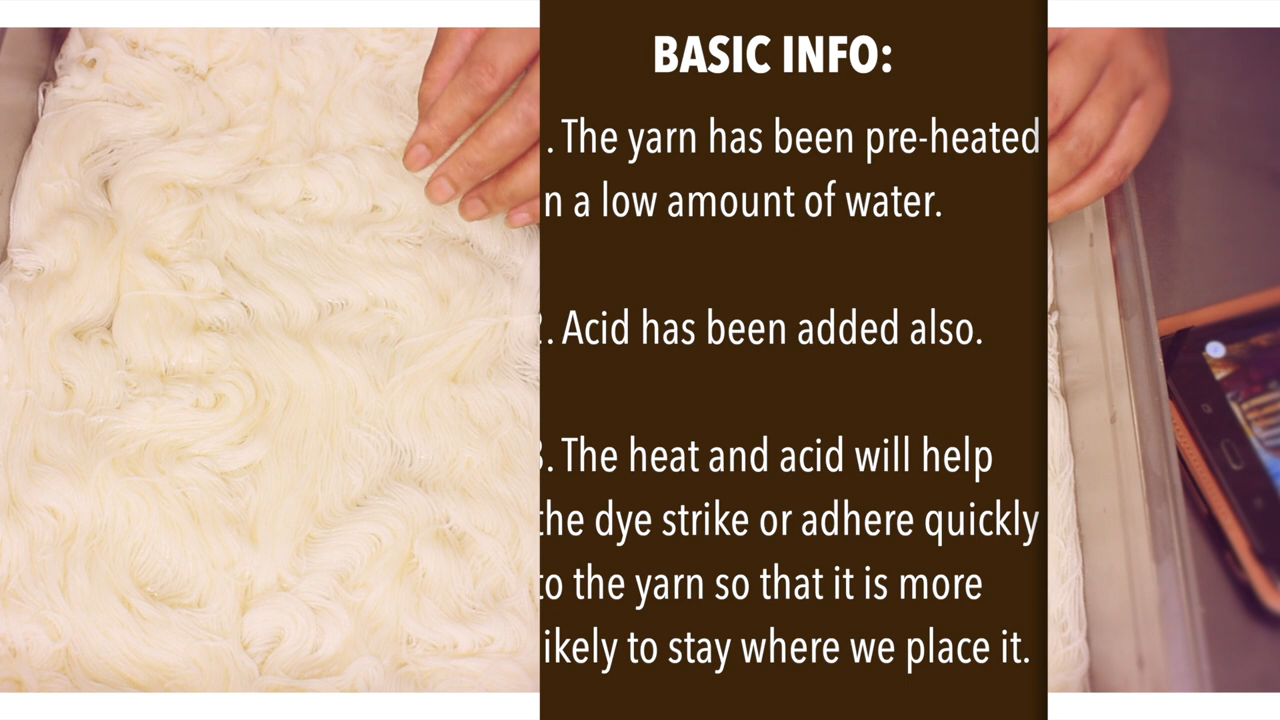 BASIC INFO:
. The yarn has been pre-heated
n a low amount of water.
2. Acid has been added also.
3. The heat and acid will help
the dye strike or adhere quickly
to the yarn so that it is more
ikely to stay where we place it.